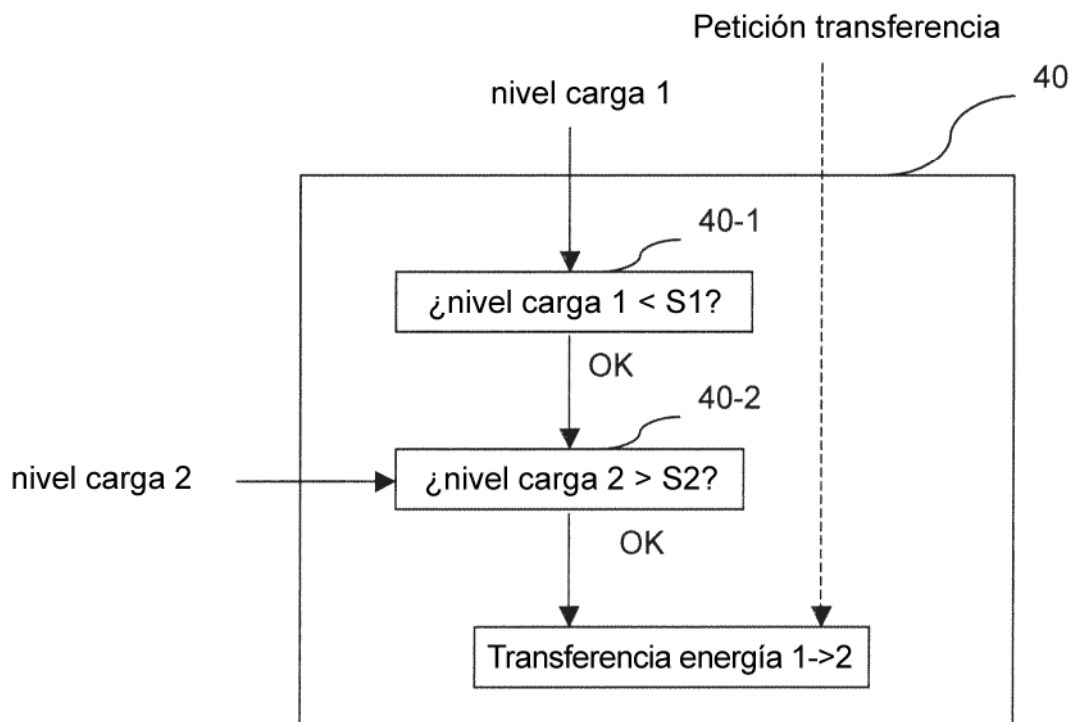 Petición transferencia
40
nivel carga 1
40-1
¿nivel carga 1 < S1?
OK
40-2
nivel carga 2
¿nivel carga 2 > S2?
OK
Transferencia energía 1->2